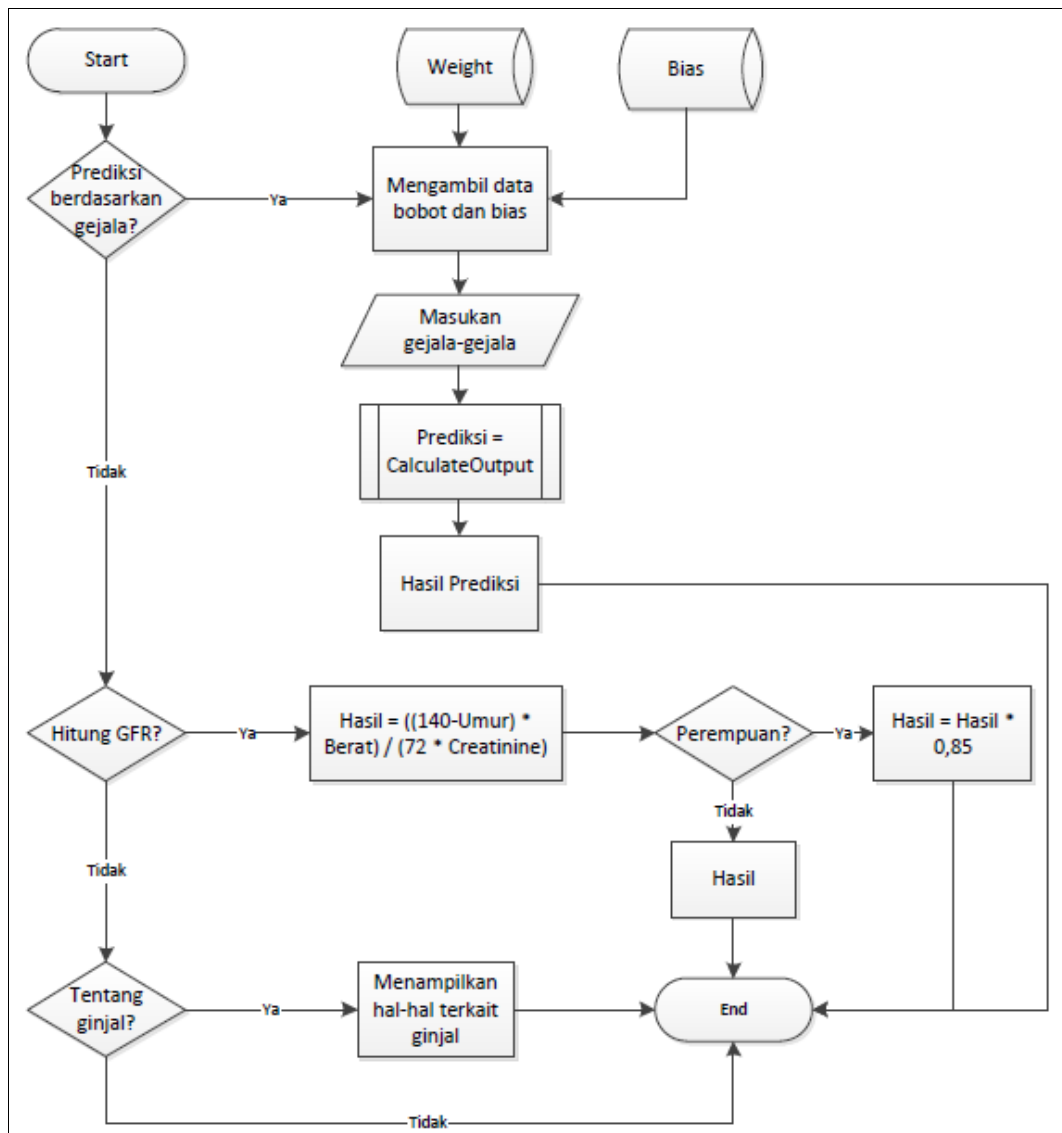 Start
Weight
Bias
Prediksi
berdasarkan
gejala?
Ya
Mengambil data
bobot dan bias
Masukan
gejala-gejala
Prediksi =
CalculateOutput
Tidak
Hasil Prediksi
Hitung GFR?
Ya
Hasil = ((140-Umur) *
Berat) / (72 * Creatinine)
Perempuan?
Ya
Hasil = Hasil *
0,85
Tidak
Tidak
Hasil
Tentang
ginjal?
Ya
Menampilkan
hal-hal terkait
ginjal
End
Tidak